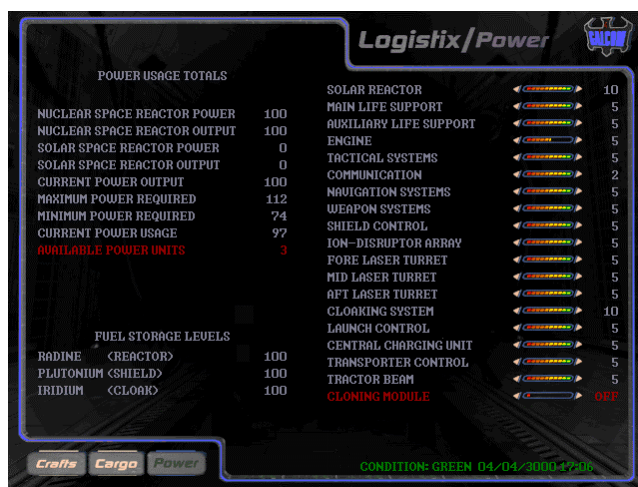 Logistix/Power
GALCOM
POWER USAGE TOTALS
NUCLEAR SPACE REACTOR POWER 100
NUCLEAR SPACE REACTOR OUTPUT 100
SOLAR SPACE REACTOR POWER 0
SOLAR SPACE REACTOR OUTPUT 0
CURRENT POWER OUTPUT 100
MAXIMUM POWER REQUIRED 112
MINIMUM POWER REQUIRED 74
CURRENT POWER USAGE 97
AVAILABLE POWER UNITS 3
FUEL STORAGE LEVELS
RADINE <REACTOR> 100
PLUTONIUM <SHIELD> 100
IRIDIUM <CLOAK> 100
SOLAR REACTOR 10
MAIN LIFE SUPPORT 5
AUXILIARY LIFE SUPPORT 5
ENGINE 5
TACTICAL SYSTEMS 5
COMMUNICATION 2
NAVIGATION SYSTEMS 5
WEAPON SYSTEMS 5
SHIELD CONTROL 5
ION-DISRUPTOR ARRAY 5
FORE LASER TURRET 5
MID LASER TURRET 5
AFT LASER TURRET 5
CLOAKING SYSTEM 10
LAUNCH CONTROL 5
CENTRAL CHARGING UNIT 5
TRANSPORTER CONTROL 5
TRACTOR BEAM 5
CLONING MODULE OFF
Crafts Cargo Power
CONDITION: GREEN 04/04/3000 17:06